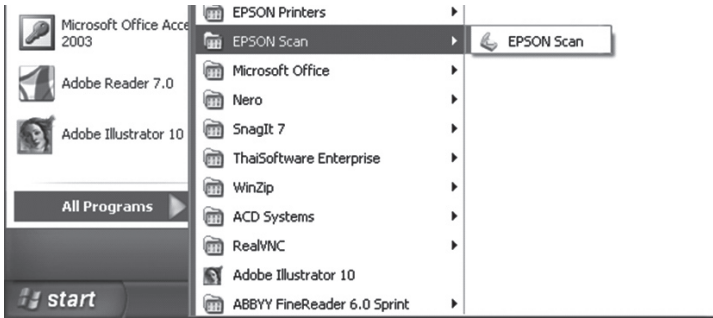 Microsoft Office Acce
2003
Adobe Reader 7.0
Adobe Illustrator 10
All Programs
start
EPSON Printers
EPSON Scan
Microsoft Office
Nero
SnagIt 7
ThaiSoftware Enterprise
WinZip
ACD Systems
RealVNC
Adobe Illustrator 10
ABBYY FineReader 6.0 Sprint
EPSON Scan